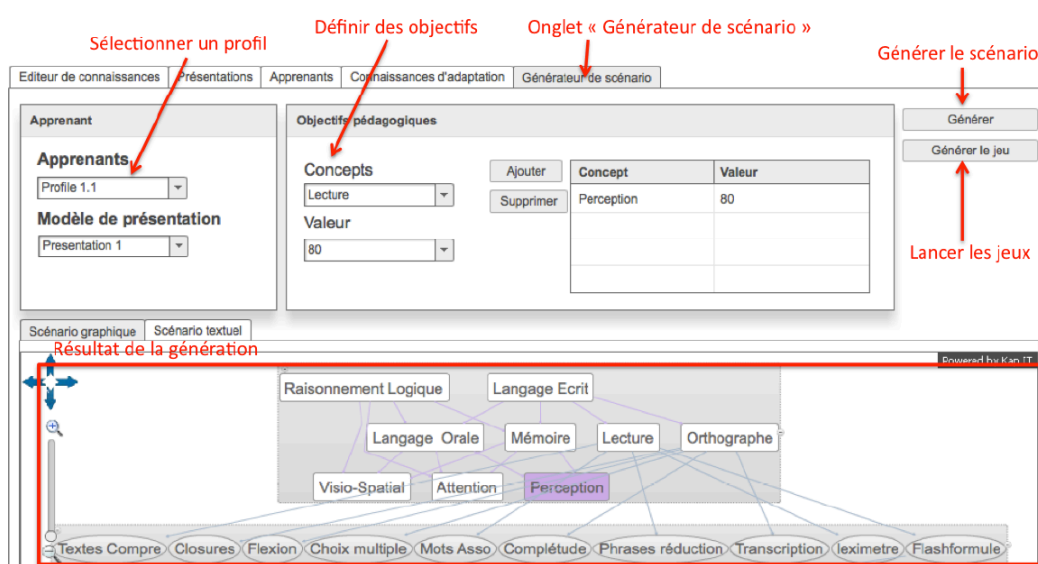 Définir des objectifs
Onglet « Générateur de scénario »
Sélectionner un profil
Générer le scénario
Editeur de connaissances
Présentations
Apprenants
Connaissances d'adaptation
Générateur de scénario
Apprenant
Objectifs pédagogiques
Générer
Générer le jeu
Apprenants
Profile 1.1
Modèle de présentation
Presentation 1
Concepts
Lecture
Valeur
80
Ajouter
Supprimer
Concept Valeur
Perception 80
Lancer les jeux
Scénario graphique
Scénario textuel
Résultat de la génération
Powered by Kap IT
Raisonnement Logique
Langage Ecrit
Langage Orale
Mémoire
Lecture
Orthographe
Visio-Spatial
Attention
Perception
Textes Compre
Closures
Flexion
Choix multiple
Mots Asso
Complétude
Phrases réduction
Transcription
leximetre
Flashformule